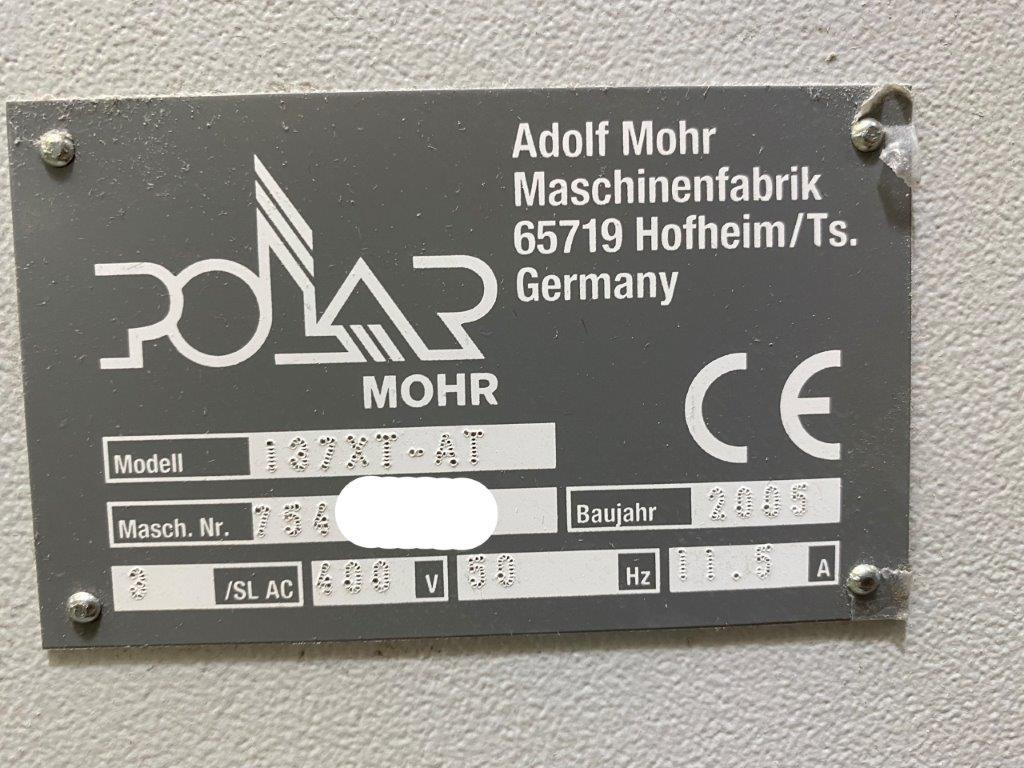 Adolf Mohr
Maschinenfabrik
65719 Hofheim/Ts.
Germany
POLAR
MOHR
CE
Modell 137XT-AT
Masch. Nr. 754
Baujahr 2005
3 /SL AC 400 V 50 Hz 11.5 A